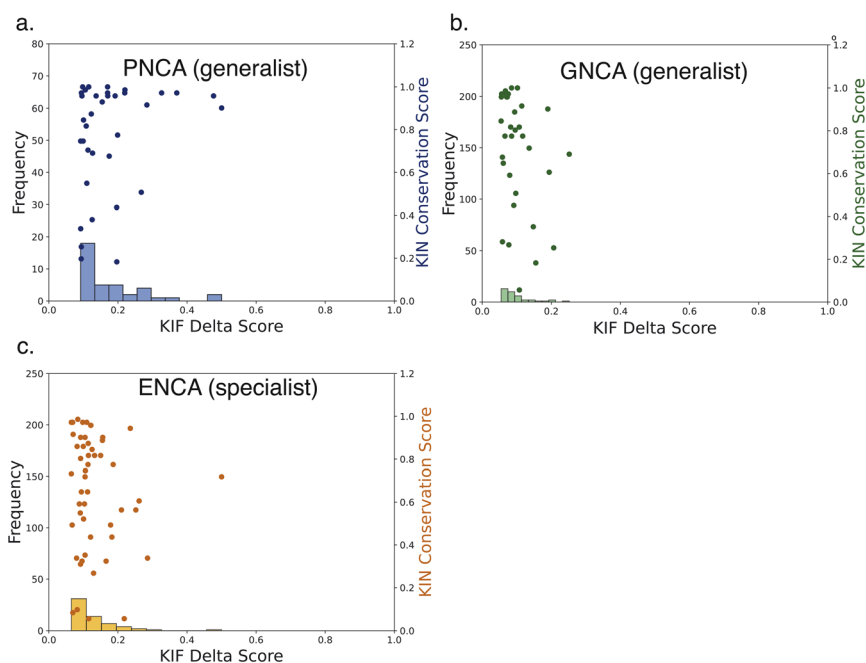 a.
PNCA (generalist)
80
70
60
50
40
30
20
10
0
Frequency
1.2
1.0
0.8
0.6
0.4
0.2
0.0
KIN Conservation Score
0.0 0.2 0.4 0.6 0.8 1.0
KIF Delta Score
b.
GNCA (generalist)
250
200
150
100
50
0
Frequency
o
1.2
1.0
0.8
0.6
0.4
0.2
0.0
KIN Conservation Score
0.0 0.2 0.4 0.6 0.8 1.0
KIF Delta Score
c.
ENCA (specialist)
250
200
150
100
50
0
Frequency
1.2
1.0
0.8
0.6
0.4
0.2
0.0
KIN Conservation Score
0.0 0.2 0.4 0.6 0.8 1.0
KIF Delta Score